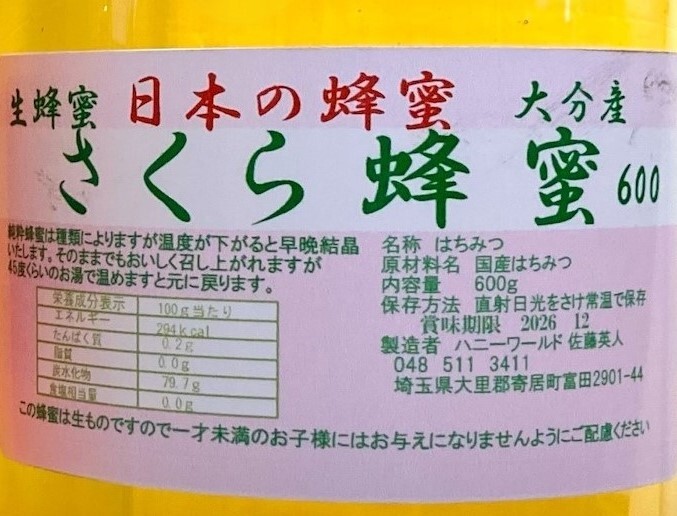 生蜂蜜 日本の蜂蜜 大分産
さくら蜂蜜 600
純粋蜂蜜は種類によりますが温度が下がると早晩結晶
いたします。そのままでもおいしく召し上がれますが
45度くらいのお湯で温めますと元に戻ります。
栄養成分表示 100g当たり
エネルギー 294kcal
たんぱく質 0.2g
脂質 0.0g
炭水化物 79.7g
食塩相当量 0.0g
名称 はちみつ
原材料名 国産はちみつ
内容量 600g
保存方法 直射日光をさけ常温で保存
賞味期限 2026 12
製造者 ハニーワールド 佐藤英人
048 511 3411
埼玉県大里郡寄居町富田2901-44
この蜂蜜は生ものですので一才未満のお子様にはお与えになりませんようにご配慮ください